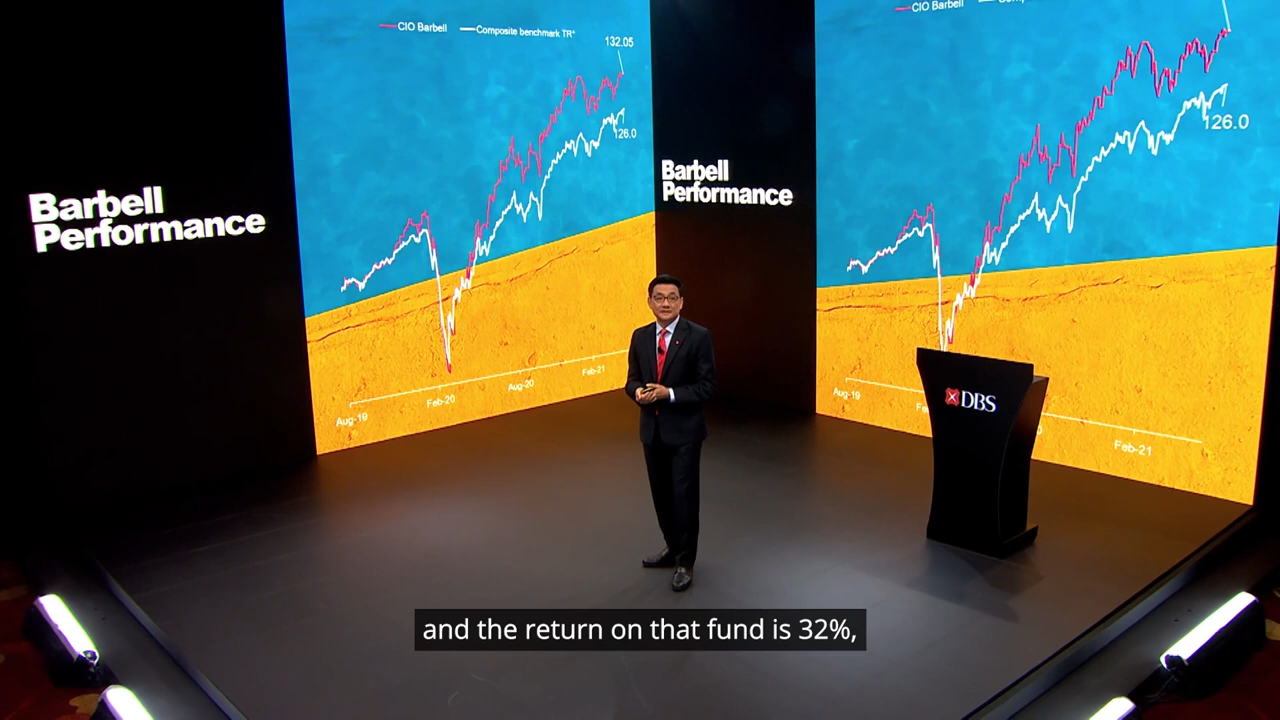 Barbell
Performance
CIO Barbell
Composite benchmark TR*
132.05
126.0
Aug-19
Feb-20
Aug-20
Feb-21
Barbell
Performance
CIO Barbell
126.0
Aug-19
Feb-21
DBS
and the return on that fund is 32%,